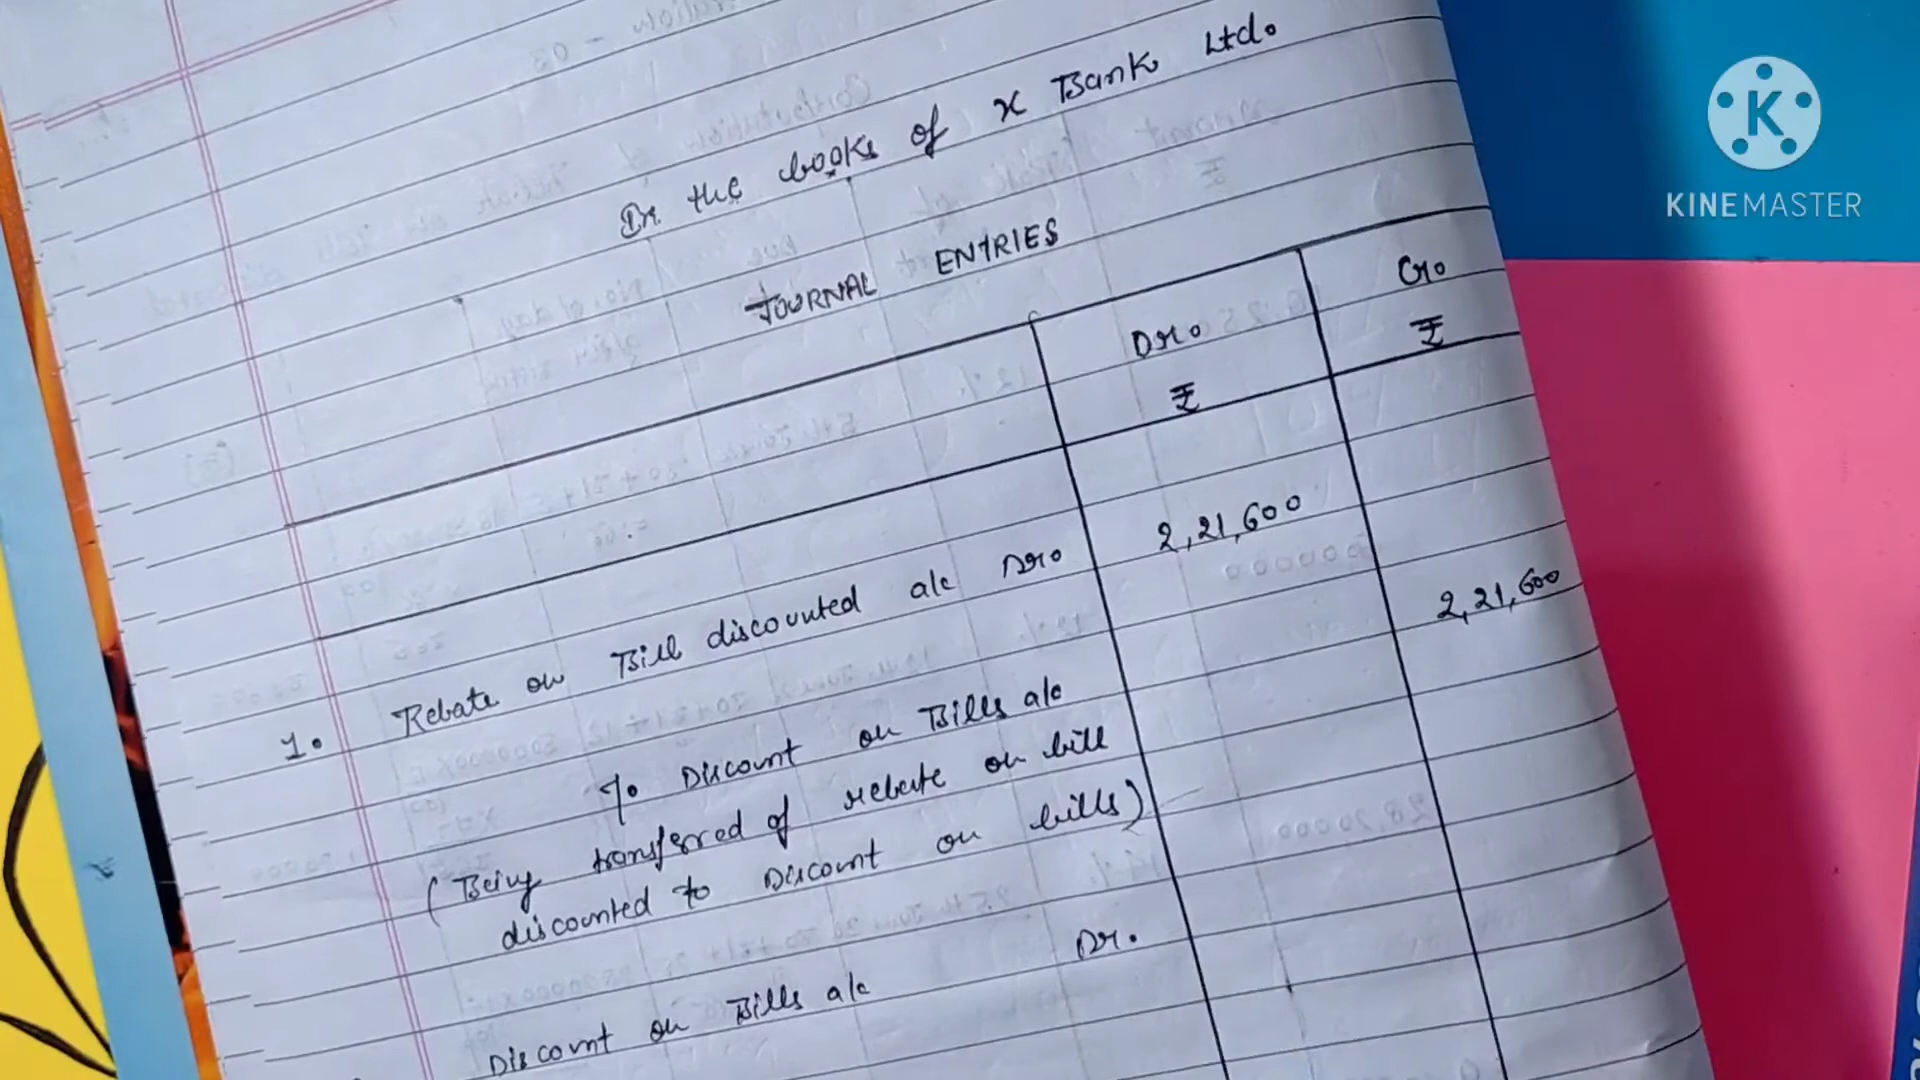 In the books of X Bank Ltd.
JOURNAL ENTRIES
Dr. Cr.
₹ ₹
1. Rebate on Bill discounted a/c Dr. 2,21,600
To Discount on Bills a/c 2,21,600
(Being transferred of rebate on bill
discounted to Discount on bills)
Discount on Bills a/c Dr.
K
KINEMASTER